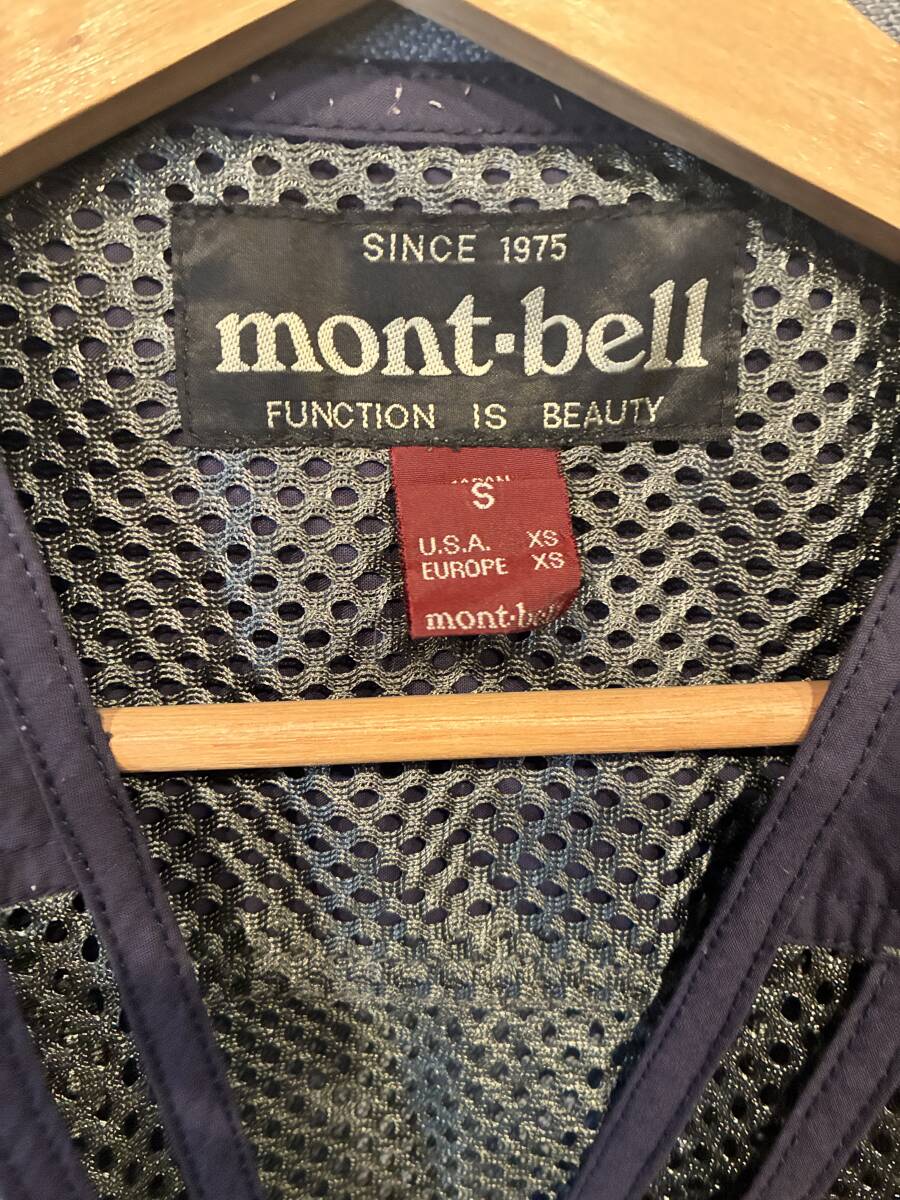 SINCE 1975
mont·bell
FUNCTION IS BEAUTY
S
U.S.A. XS
EUROPE XS
mont·bell